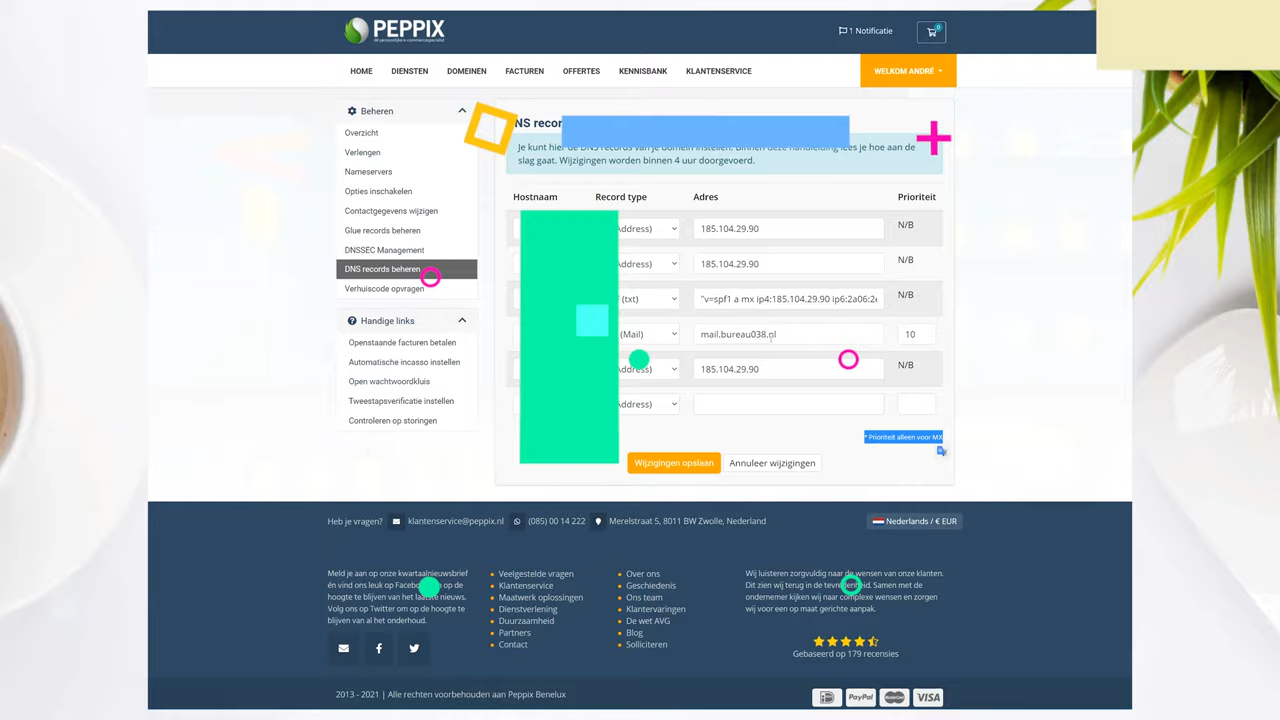 PEPPIX
dé persoonlijke e-commercespecialist
1 Notificatie
0
HOME
DIENSTEN
DOMEINEN
FACTUREN
OFFERTES
KENNISBANK
KLANTENSERVICE
WELKOM ANDRÉ
Beheren
Overzicht
Verlengen
Nameservers
Opties inschakelen
Contactgegevens wijzigen
Glue records beheren
DNSSEC Management
DNS records beheren
Verhuiscode opvragen
Handige links
Openstaande facturen betalen
Automatische incasso instellen
Open wachtwoordkluis
Tweestapsverificatie instellen
Controleren op storingen
NS recor
Je kunt hier de DNS records van je domein instellen. Binnen deze handleiding lees je hoe aan de
slag gaat. Wijzigingen worden binnen 4 uur doorgevoerd.
Hostnaam Record type Adres Prioriteit
Address) 185.104.29.90 N/B
Address) 185.104.29.90 N/B
(txt) "v=spf1 a mx ip4:185.104.29.90 ip6:2a06:2e N/B
(Mail) mail.bureau038.nl 10
Address) 185.104.29.90 N/B
Address)
* Prioriteit alleen voor MX
Wijzigingen opslaan
Annuleer wijzigingen
Heb je vragen? klantenservice@peppix.nl (085) 00 14 222 Merelstraat 5, 8011 BW Zwolle, Nederland
Nederlands / € EUR
Meld je aan op onze kwartaalnieuwsbrief
én vind ons leuk op Facebook om op de
hoogte te blijven van het laatste nieuws.
Volg ons op Twitter om op de hoogte te
blijven van al het onderhoud.
Veelgestelde vragen
Klantenservice
Maatwerk oplossingen
Dienstverlening
Duurzaamheid
Partners
Contact
Over ons
Geschiedenis
Ons team
Klantervaringen
De wet AVG
Blog
Solliciteren
Wij luisteren zorgvuldig naar de wensen van onze klanten.
Dit zien wij terug in de tevredenheid. Samen met de
ondernemer kijken wij naar complexe wensen en zorgen
wij voor een op maat gerichte aanpak.
Gebaseerd op 179 recensies
2013 - 2021 | Alle rechten voorbehouden aan Peppix Benelux
iDEAL
PayPal
MasterCard
VISA